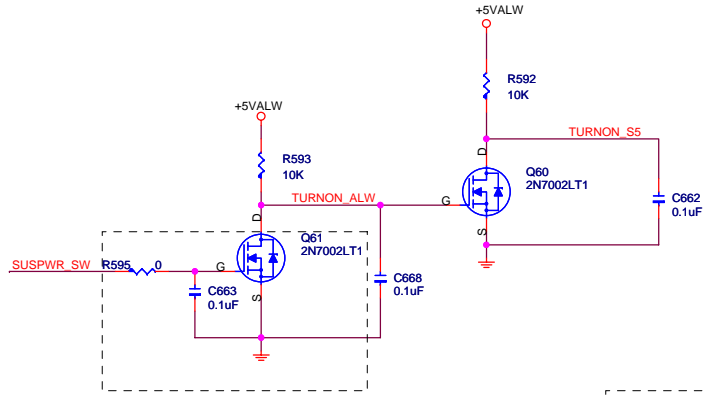 +5VALW
R592
10K
+5VALW
TURNON_S5
R593
10K
D
Q60
2N7002LT1
TURNON_ALW
G
C662
0.1uF
D
Q61
2N7002LT1
S
SUSPWR_SW
R595
0
G
C663
0.1uF
S
C668
0.1uF